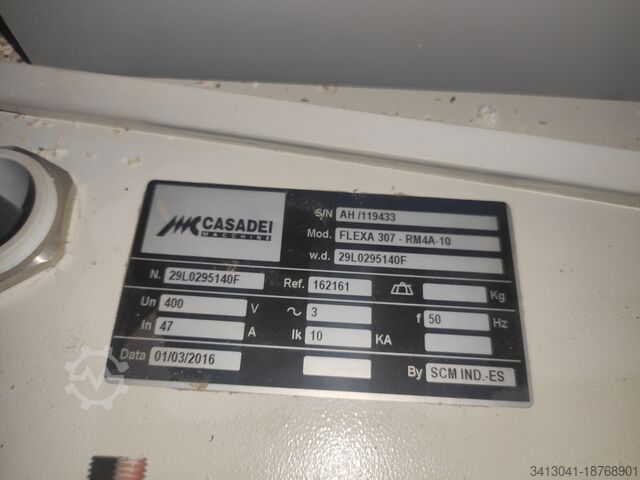 CASADEI
MACCHINE
S/N AH /119433
Mod. FLEXA 307 - RM4A-10
w.d. 29L0295140F
N. 29L0295140F Ref. 162161 Kg
Un 400 V ~ 3 f 50 Hz
In 47 A Ik 10 KA
Data 01/03/2016 By SCM IND.-ES
3413041-18768901